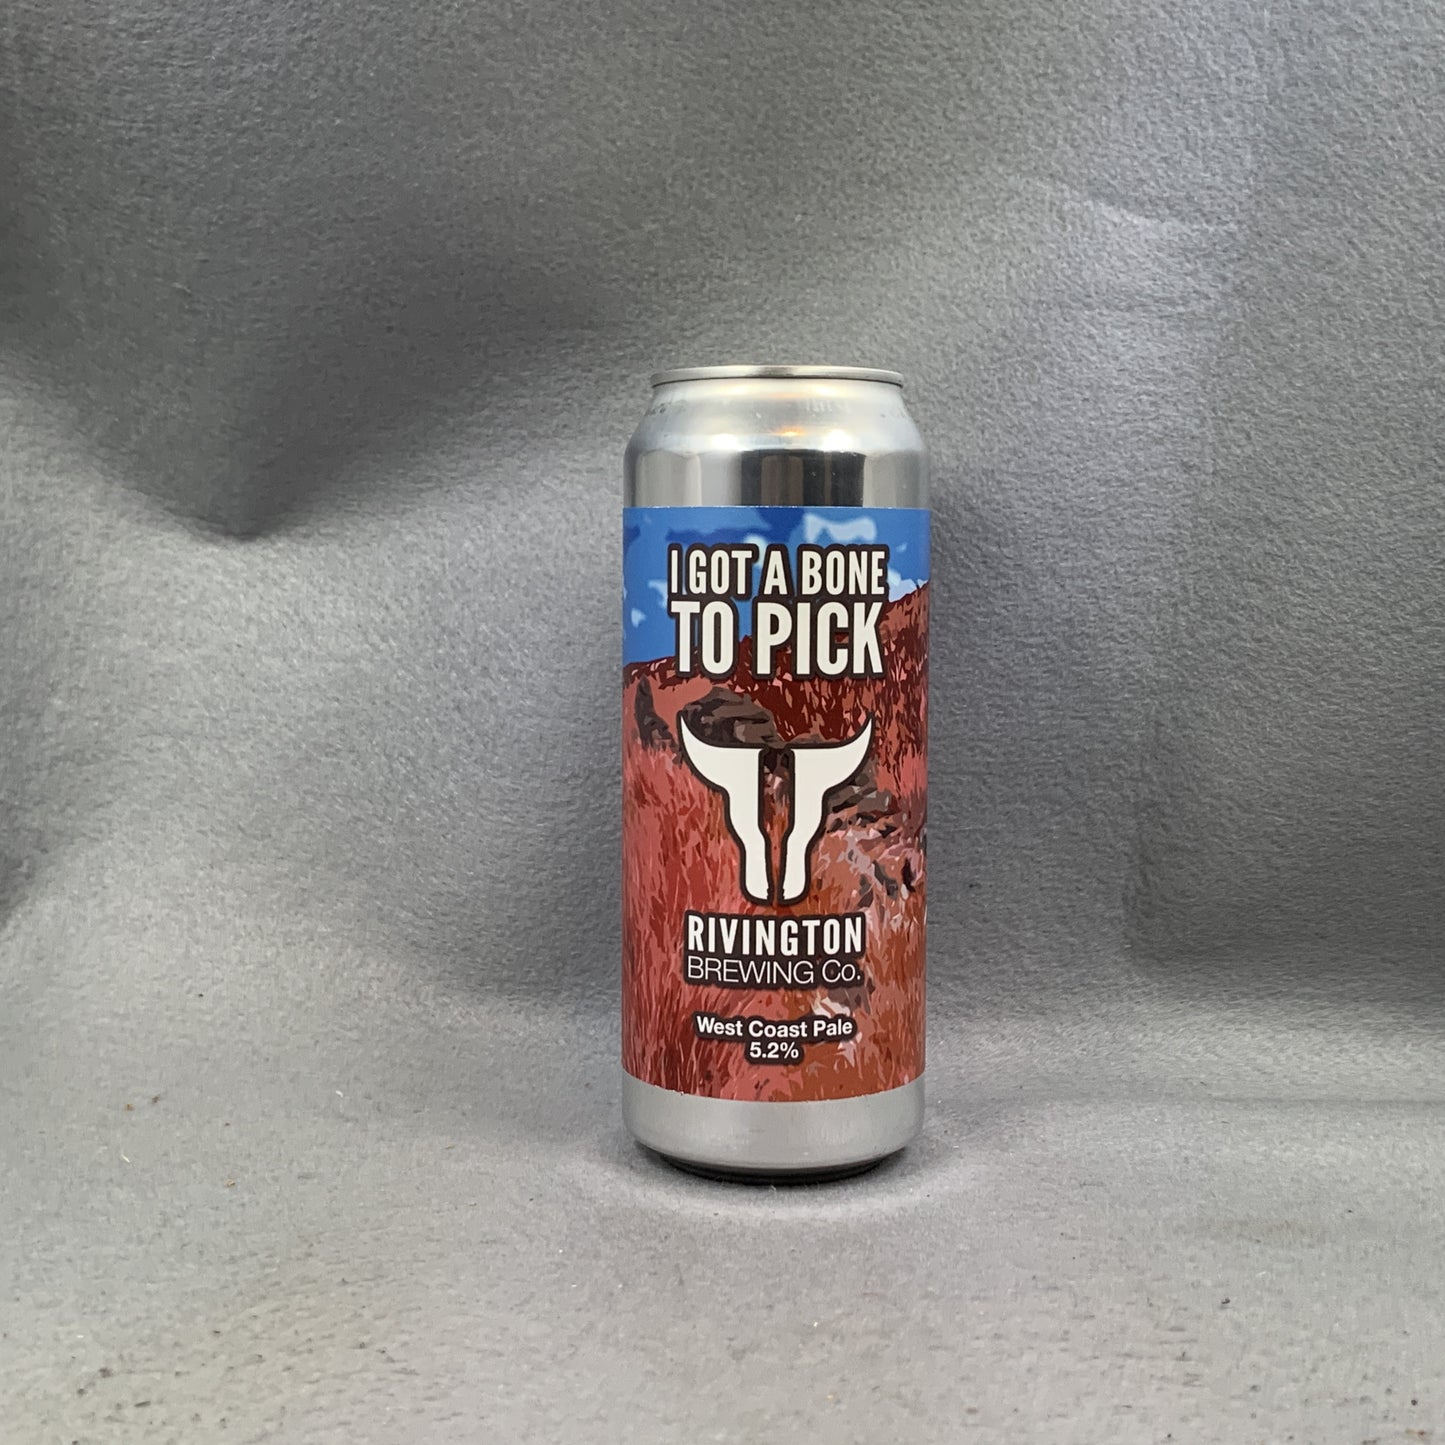 I GOT A BONE
TO PICK
RIVINGTON
BREWING Co.
West Coast Pale
5.2%